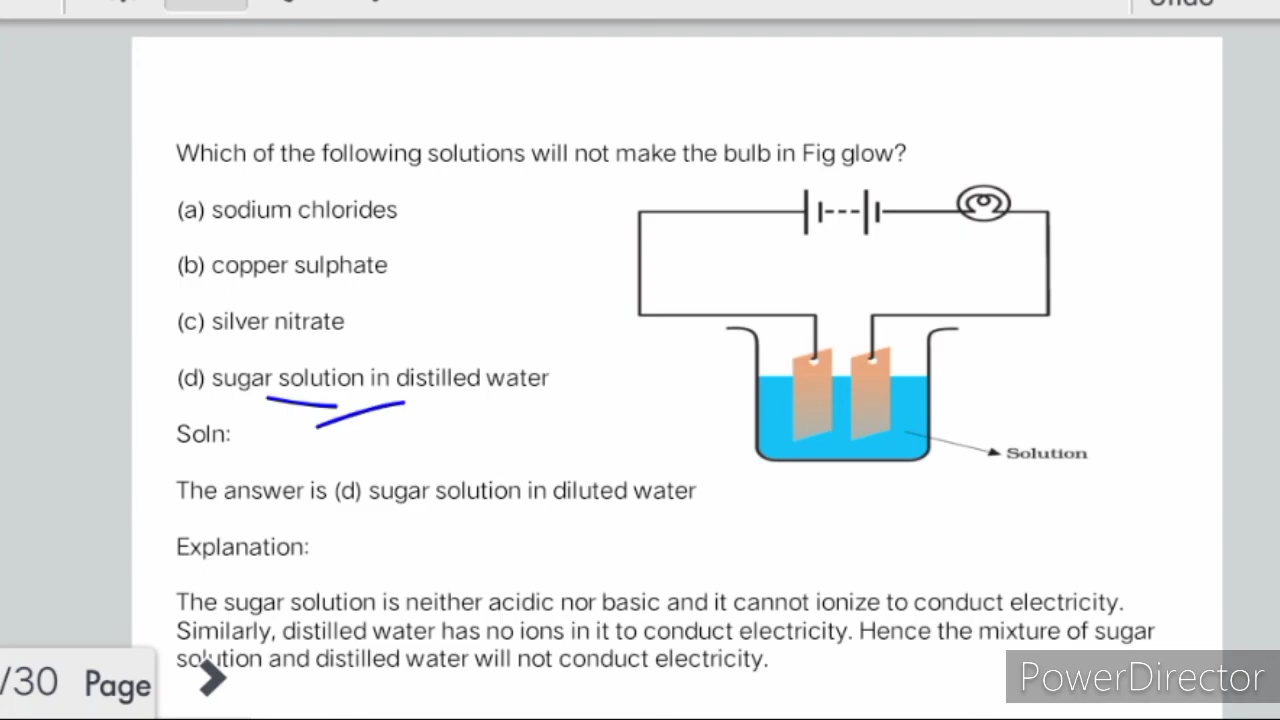 Which of the following solutions will not make the bulb in Fig glow?
(a) sodium chlorides
(b) copper sulphate
(c) silver nitrate
(d) sugar solution in distilled water
Solution
Soln:
The answer is (d) sugar solution in diluted water
Explanation:
The sugar solution is neither acidic nor basic and it cannot ionize to conduct electricity.
Similarly, distilled water has no ions in it to conduct electricity. Hence the mixture of sugar
solution and distilled water will not conduct electricity.
/30 Page
PowerDirector